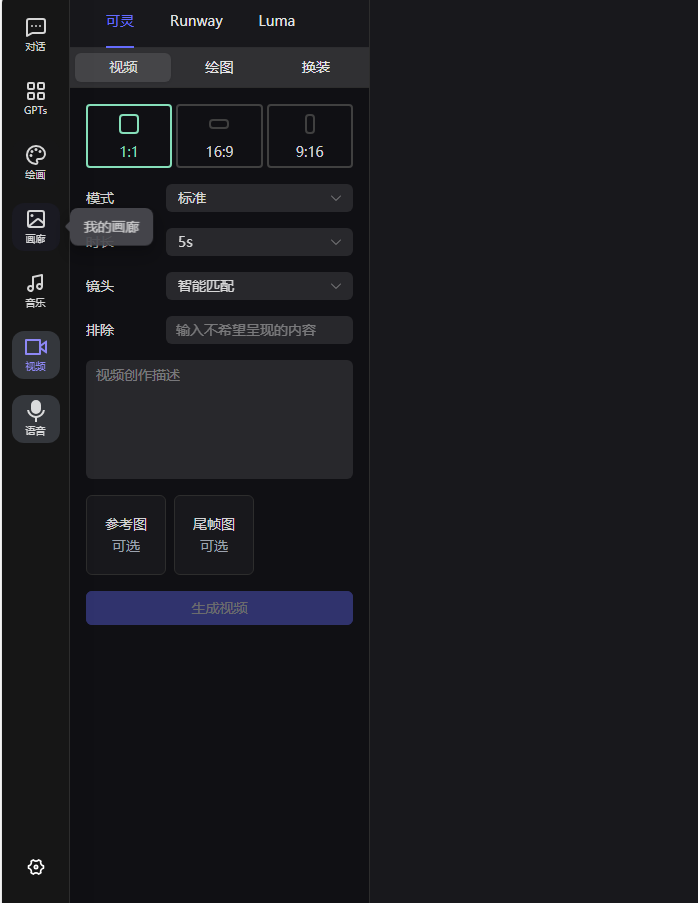 对话
GPTs
绘画
画廊
音乐
视频
语音
可灵 Runway Luma
视频 绘图 换装
1:1 16:9 9:16
模式 标准
我的画廊
时长 5s
镜头 智能匹配
排除 输入不希望呈现的内容
视频创作描述
参考图 尾帧图
可选 可选
生成视频